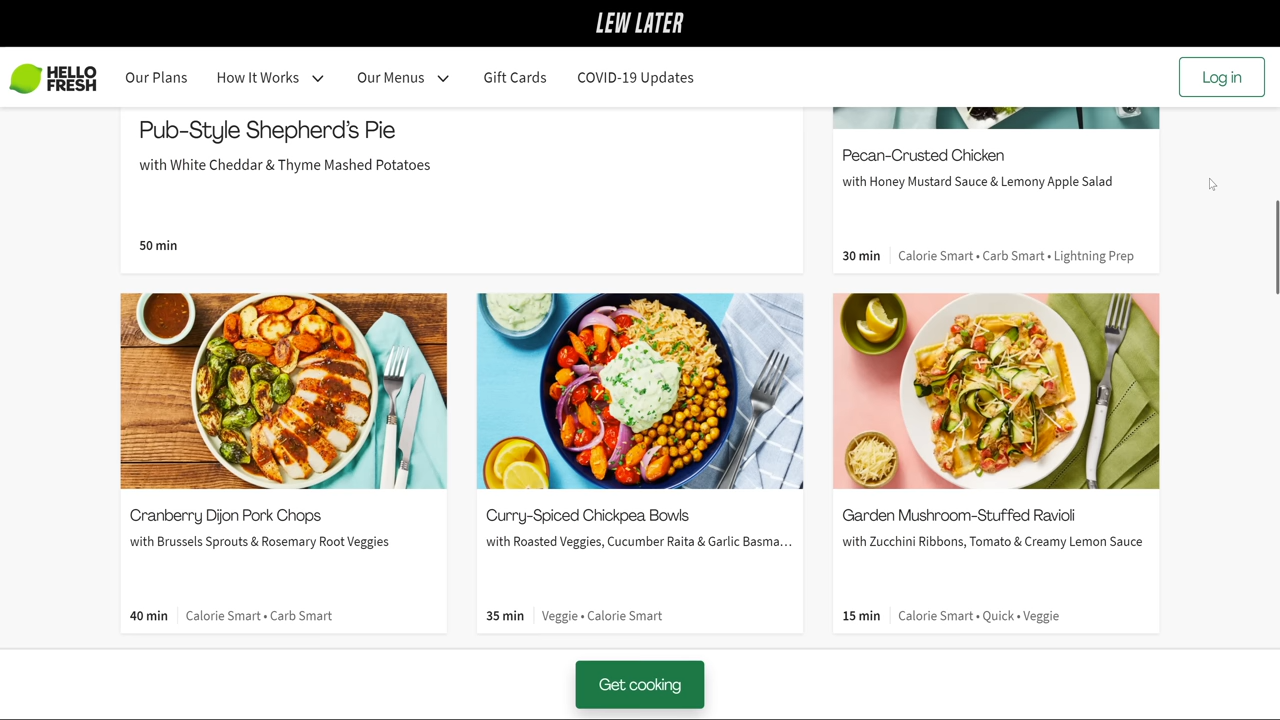 LEW LATER
HELLO
FRESH
Our Plans
How It Works
Our Menus
Gift Cards
COVID-19 Updates
Log in
Pub-Style Shepherd's Pie
with White Cheddar & Thyme Mashed Potatoes
50 min
Pecan-Crusted Chicken
with Honey Mustard Sauce & Lemony Apple Salad
30 min
Calorie Smart • Carb Smart • Lightning Prep
Cranberry Dijon Pork Chops
with Brussels Sprouts & Rosemary Root Veggies
40 min
Calorie Smart • Carb Smart
Curry-Spiced Chickpea Bowls
with Roasted Veggies, Cucumber Raita & Garlic Basma...
35 min
Veggie • Calorie Smart
Garden Mushroom-Stuffed Ravioli
with Zucchini Ribbons, Tomato & Creamy Lemon Sauce
15 min
Calorie Smart • Quick • Veggie
Get cooking